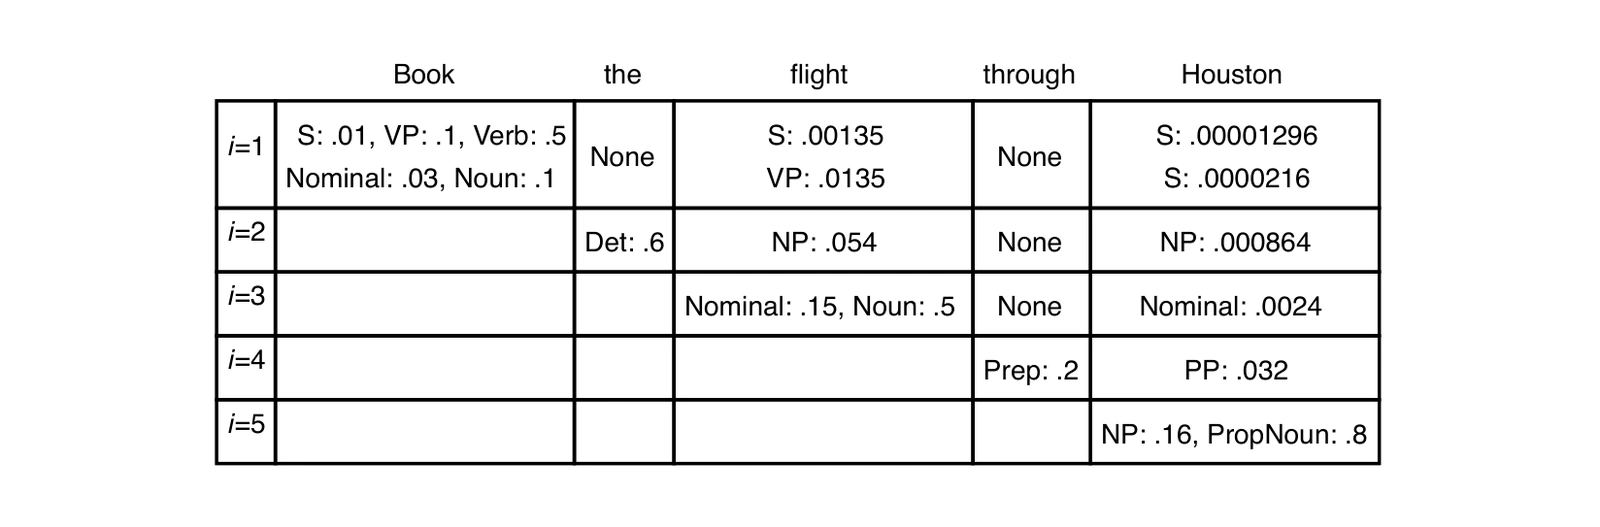 Book the flight through Houston
i=1 S: .01, VP: .1, Verb: .5 None S: .00135 None S: .00001296
Nominal: .03, Noun: .1 VP: .0135 S: .0000216
i=2 Det: .6 NP: .054 None NP: .000864
i=3 Nominal: .15, Noun: .5 None Nominal: .0024
i=4 Prep: .2 PP: .032
i=5 NP: .16, PropNoun: .8